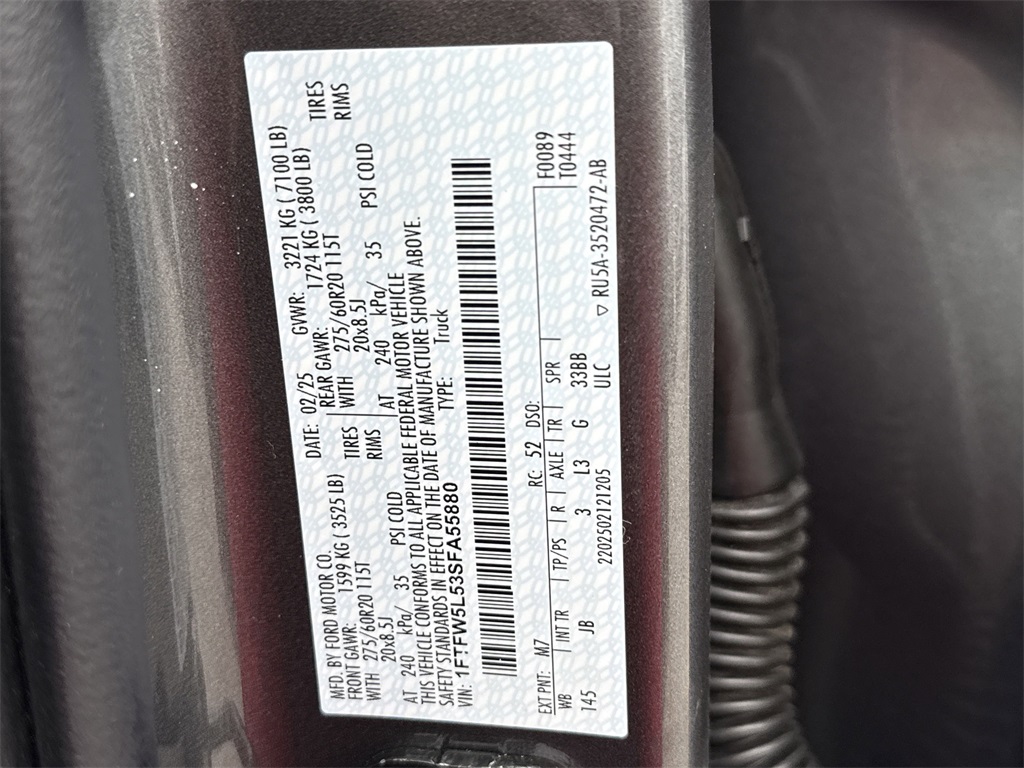 MFD. BY FORD MOTOR CO. DATE: 02/25 GVWR: 3221 KG ( 7100 LB)
FRONT GAWR: 1599 KG ( 3525 LB) REAR GAWR: 1724 KG ( 3800 LB)
WITH 275/60R20 115T TIRES WITH 275/60R20 115T TIRES
20x8.5J RIMS 20x8.5J RIMS
AT 240 kPa/ 35 PSI COLD AT 240 kPa/ 35 PSI COLD
THIS VEHICLE CONFORMS TO ALL APPLICABLE FEDERAL MOTOR VEHICLE
SAFETY STANDARDS IN EFFECT ON THE DATE OF MANUFACTURE SHOWN ABOVE.
VIN: 1FTFW5L53SFA55880 TYPE: Truck
EXT PNT: M7 RC: 52 DSO: F0089
WB INT TR TP/PS R AXLE TR SPR T0444
145 JB 3 L3 G 33BB
22002502121205 ULC ▽ RU5A-3520472-AB